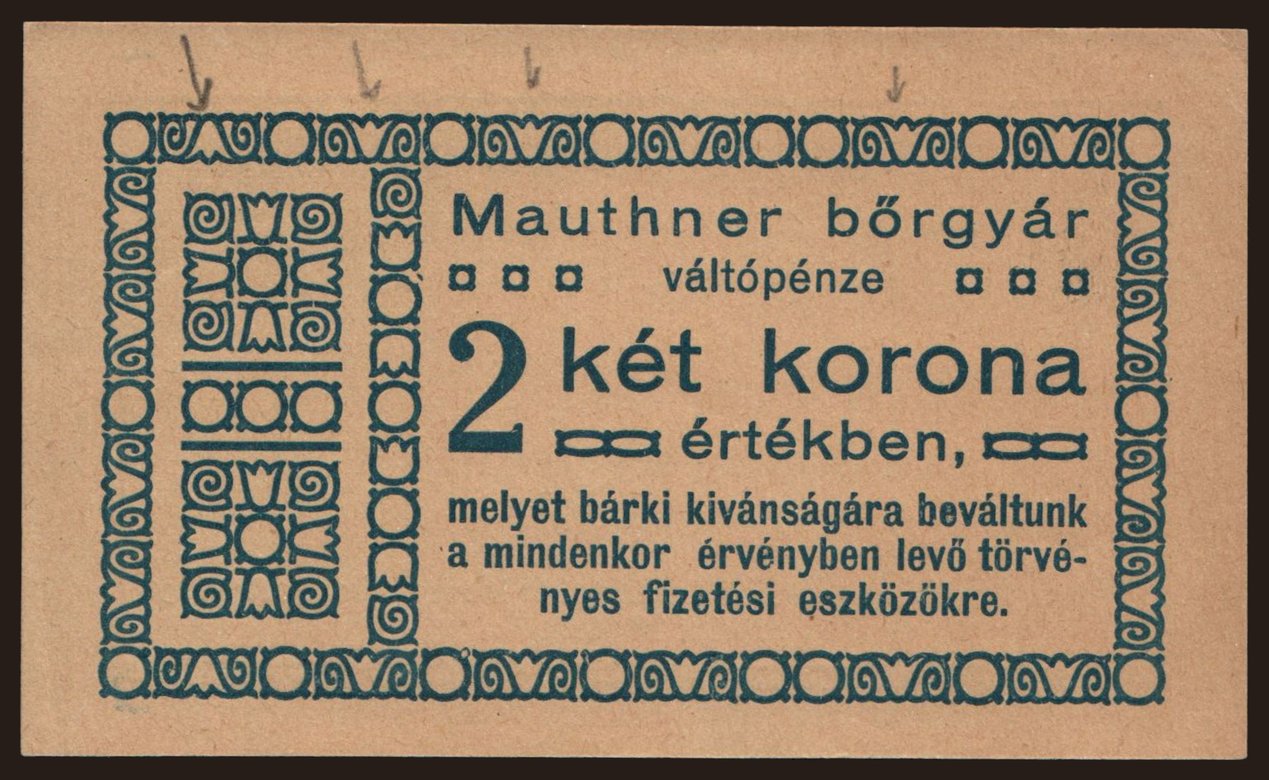 Mauthner bőrgyár
váltópénze
2 két korona
értékben,
melyet bárki kivánságára beváltunk
a mindenkor érvényben levő törvé-
nyes fizetési eszközökre.